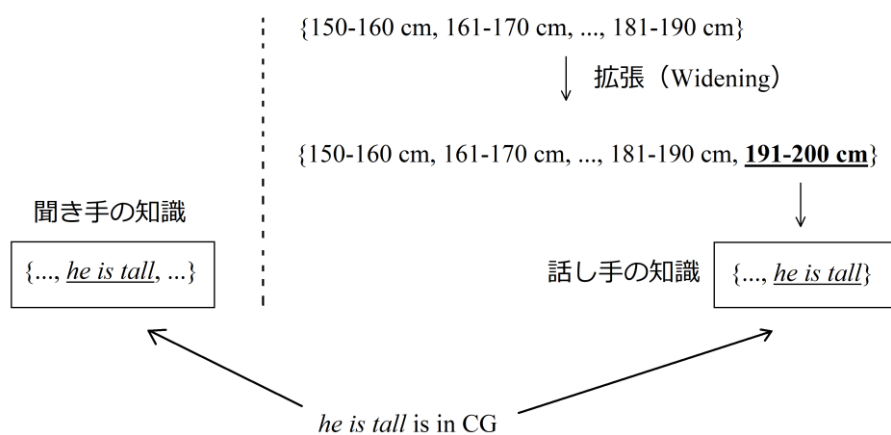 {150-160 cm, 161-170 cm, ..., 181-190 cm}
拡張（Widening）
{150-160 cm, 161-170 cm, ..., 181-190 cm, 191-200 cm}
聞き手の知識
{..., he is tall, ...}
話し手の知識
{..., he is tall}
he is tall is in CG